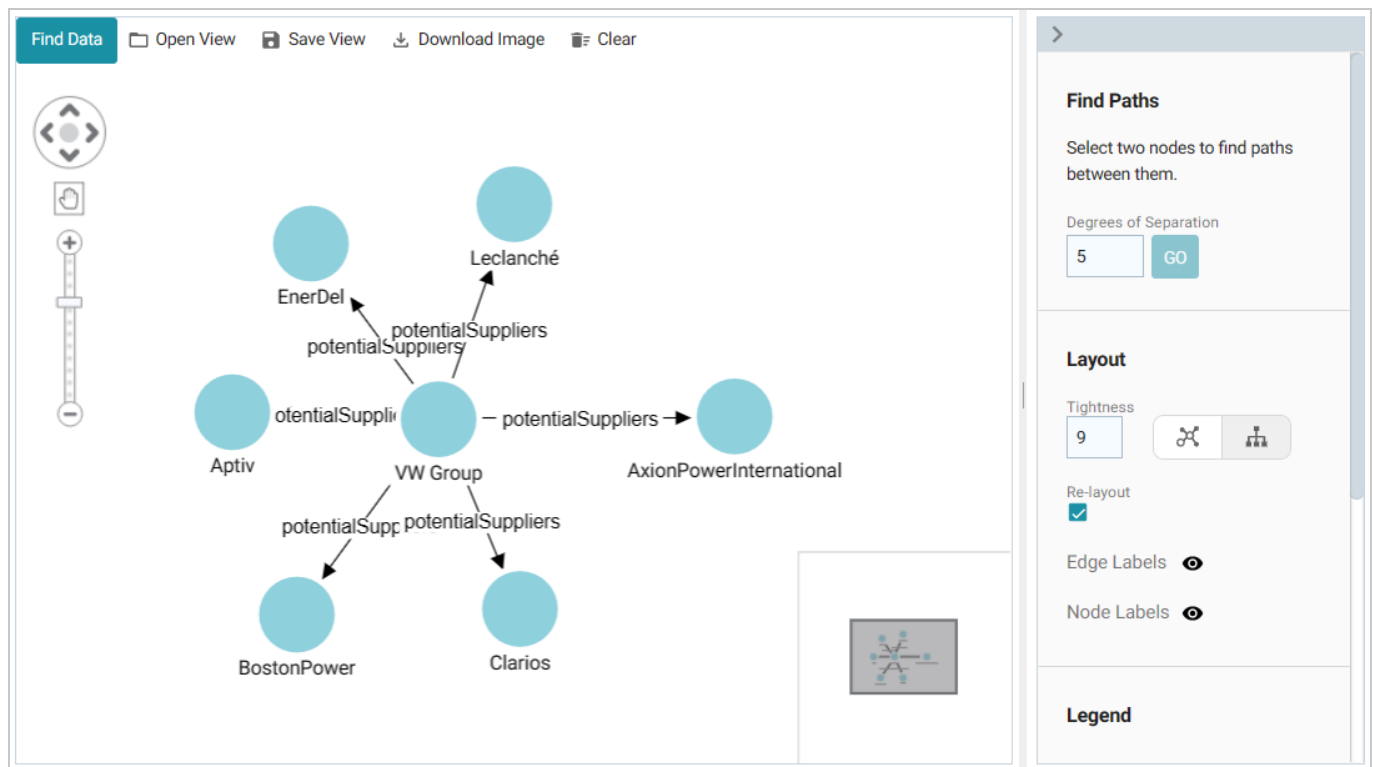 Find Data
Open View
Save View
Download Image
Clear
Leclanché
EnerDel
potentialSuppliers
potentialSuppliers
otentialSupplie
potentialSuppliers
Aptiv
VW Group
AxionPowerInternational
potentialSupp
potentialSuppliers
BostonPower
Clarios
Find Paths
Select two nodes to find paths
between them.
Degrees of Separation
5
GO
Layout
Tightness
9
Re-layout
Edge Labels
Node Labels
Legend